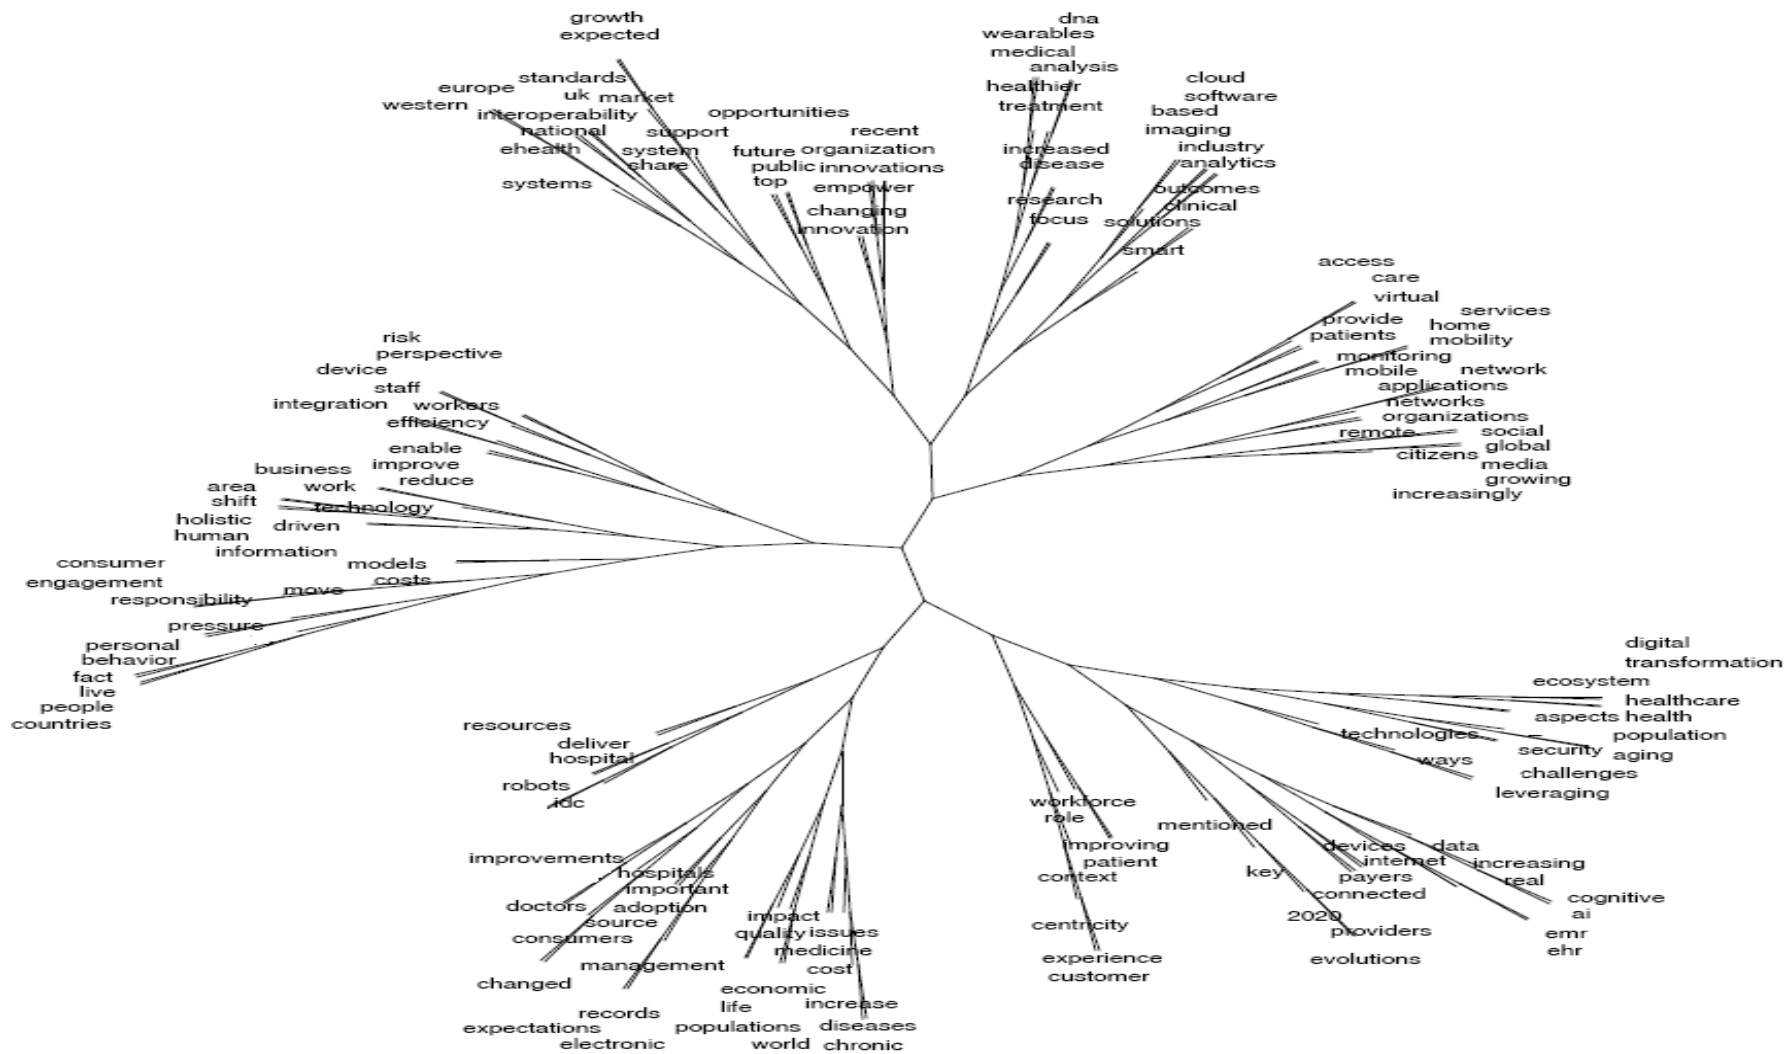 growth
expected
standards
europe
uk market
western
interoperability
national
support
ehealth
system
share
systems
opportunities
recent
future organization
public innovations
top
empower
changing
innovation
dna
wearables
medical
analysis
healthier
treatment
increased
disease
research
focus
cloud
software
based
imaging
industry
analytics
outcomes
clinical
solutions
smart
access
care
virtual
services
provide
home
patients
mobility
monitoring
mobile
network
applications
networks
organizations
remote
social
global
citizens
media
growing
increasingly
risk
perspective
device
staff
integration
workers
efficiency
enable
business
improve
area
work
reduce
shift
technology
holistic
driven
human
information
consumer
models
engagement
costs
move
responsibility
pressure
personal
behavior
fact
live
people
countries
resources
deliver
hospital
robots
idc
improvements
hospitals
important
doctors
adoption
source
consumers
management
changed
records
expectations
electronic
impact
quality issues
medicine
cost
economic
life
increase
populations
diseases
world
chronic
workforce
role
improving
patient
context
centricity
experience
customer
mentioned
devices
data
internet
increasing
key
payers
real
connected
cognitive
2020
ai
providers
emr
evolutions
ehr
digital
transformation
ecosystem
healthcare
aspects health
technologies
population
security
aging
ways
challenges
leveraging